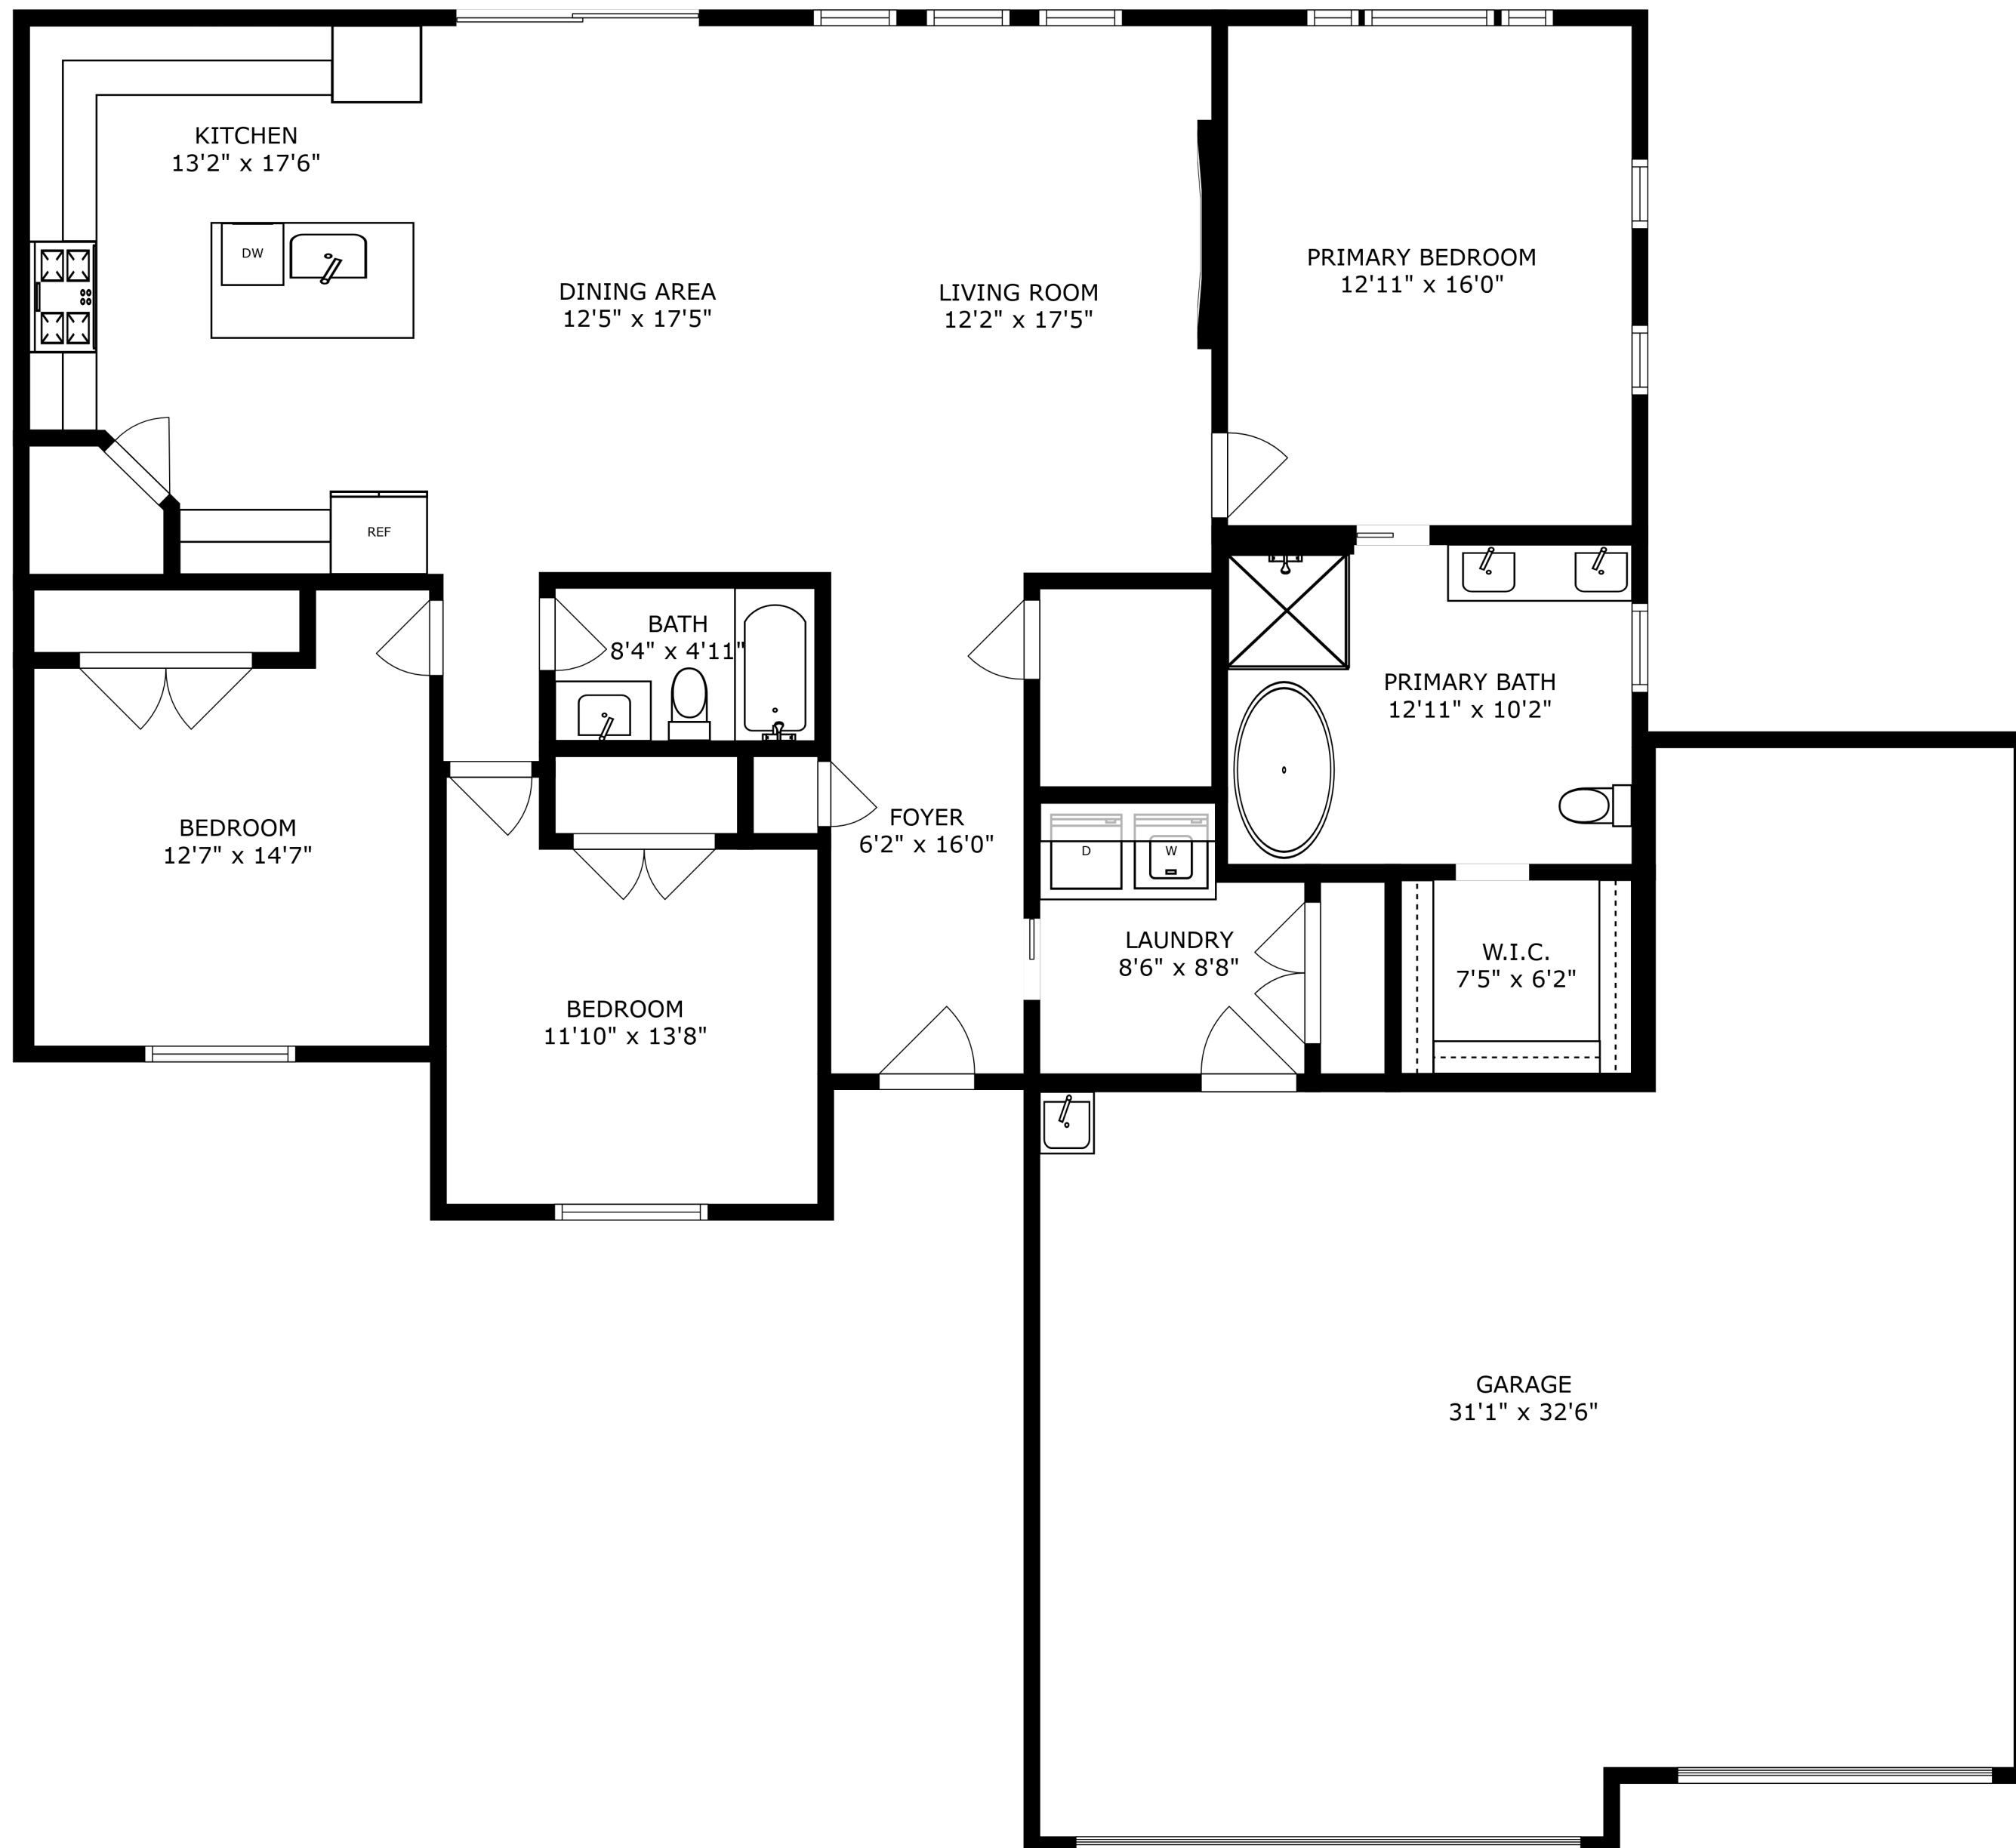 KITCHEN
13'2" x 17'6"
DW
DINING AREA
12'5" x 17'5"
LIVING ROOM
12'2" x 17'5"
PRIMARY BEDROOM
12'11" x 16'0"
REF
BATH
8'4" x 4'11"
PRIMARY BATH
12'11" x 10'2"
BEDROOM
12'7" x 14'7"
FOYER
6'2" x 16'0"
D
W
LAUNDRY
8'6" x 8'8"
W.I.C.
7'5" x 6'2"
BEDROOM
11'10" x 13'8"
GARAGE
31'1" x 32'6"